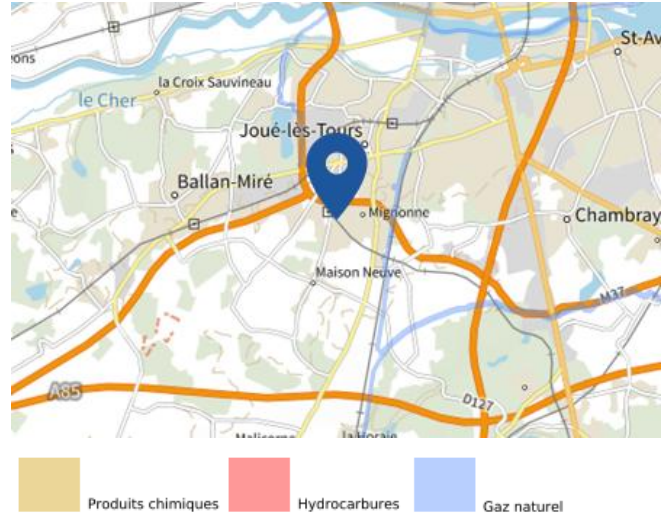 St-Av
ons
la Croix Sauvineau
le Cher
Joué-lès-Tours
Ballan-Miré
Mignonne
Chambray
Maison Neuve
M37
A85
D127
la Horaie
Produits chimiques Hydrocarbures Gaz naturel